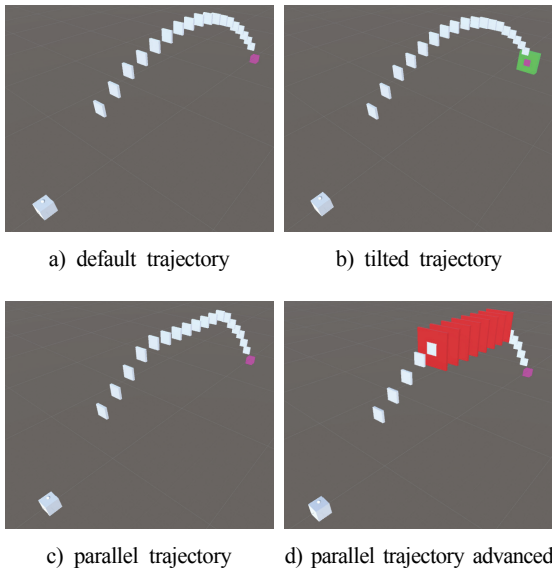 a) default trajectory
b) tilted trajectory
c) parallel trajectory
d) parallel trajectory advanced